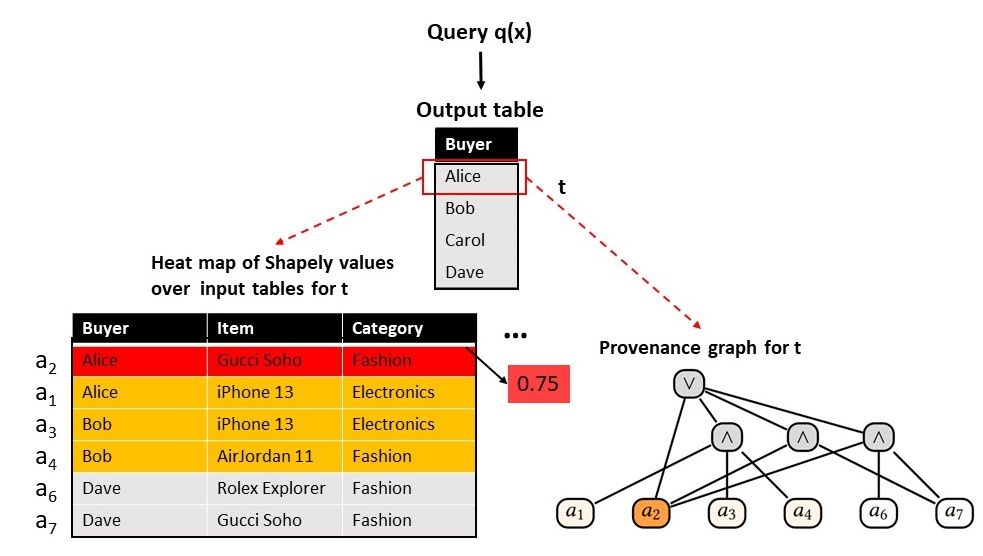 Query q(x)
Output table
Buyer
Alice
t
Bob
Carol
Dave
Heat map of Shapely values
over input tables for t
Buyer Item Category
...
a2 Alice Gucci Soho Fashion
0.75
a1 Alice iPhone 13 Electronics
a3 Bob iPhone 13 Electronics
a4 Bob AirJordan 11 Fashion
a6 Dave Rolex Explorer Fashion
a7 Dave Gucci Soho Fashion
Provenance graph for t
∨
∧ ∧ ∧
a1 a2 a3 a4 a6 a7